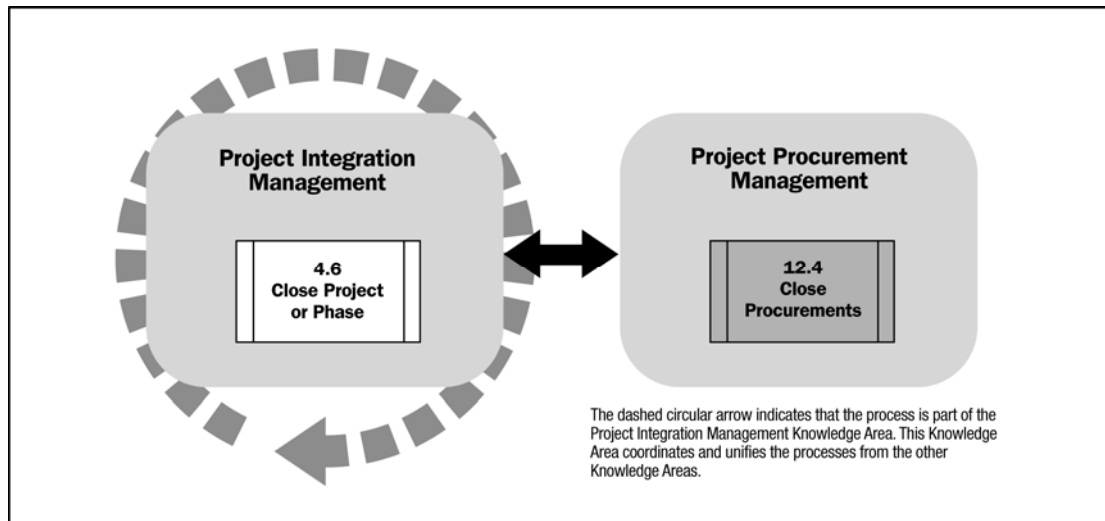 Project Integration
Management
4.6
Close Project
or Phase
Project Procurement
Management
12.4
Close
Procurements
The dashed circular arrow indicates that the process is part of the
Project Integration Management Knowledge Area. This Knowledge
Area coordinates and unifies the processes from the other
Knowledge Areas.